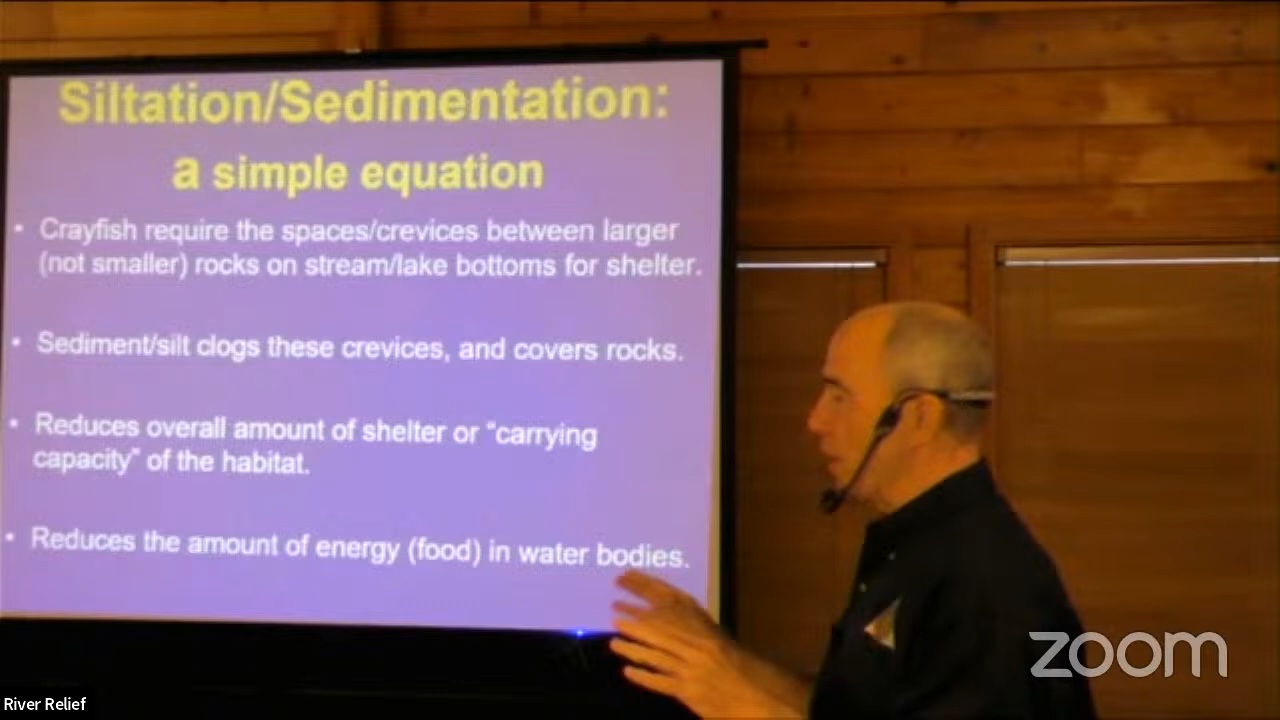 Siltation/Sedimentation:
a simple equation
• Crayfish require the spaces/crevices between larger
(not smaller) rocks on stream/lake bottoms for shelter.
• Sediment/silt clogs these crevices, and covers rocks.
• Reduces overall amount of shelter or “carrying
capacity” of the habitat.
• Reduces the amount of energy (food) in water bodies.
zoom
River Relief